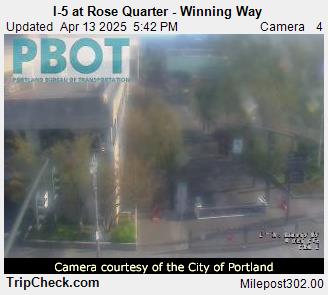 I-5 at Rose Quarter - Winning Way
Updated Apr 13 2025 5:42 PM Camera 4
PBOT
PORTLAND BUREAU OF TRANSPORTATION
Camera courtesy of the City of Portland
TripCheck.com Milepost302.00